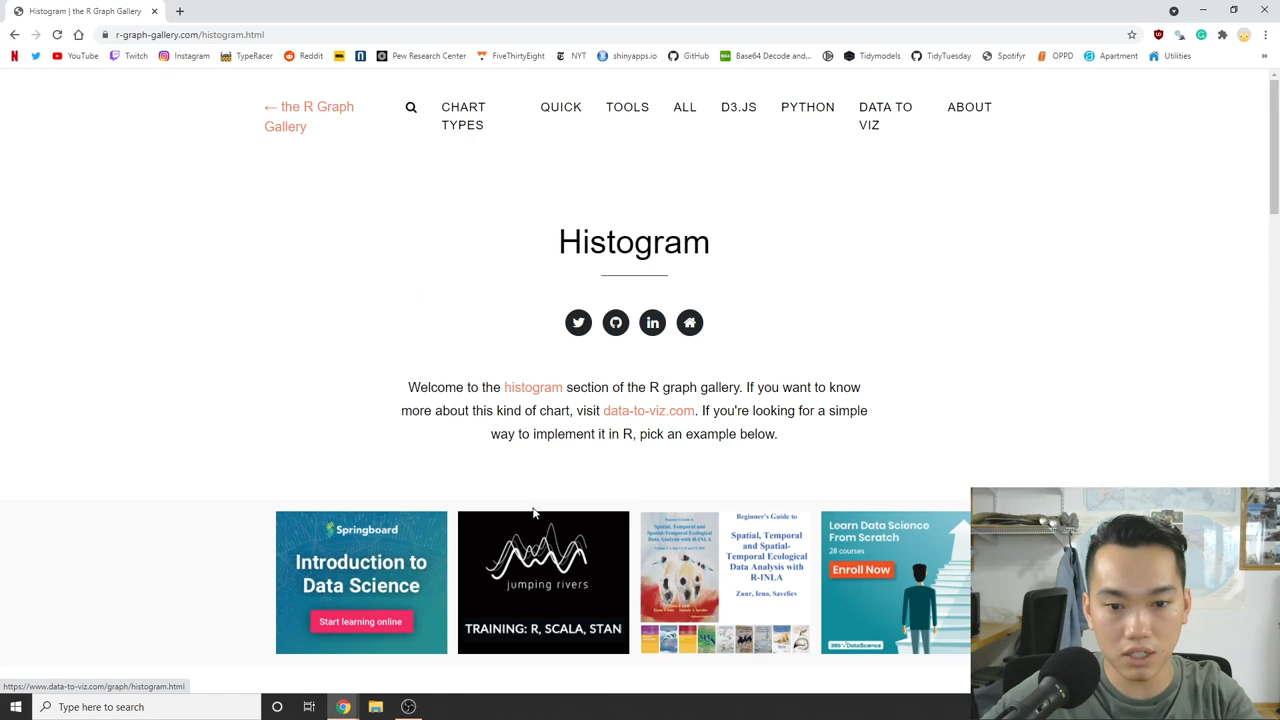 Histogram | the R Graph Gallery
r-graph-gallery.com/histogram.html
YouTube Twitch Instagram TypeRacer Reddit Pew Research Center FiveThirtyEight NYT shinyapps.io GitHub Base64 Decode and... Tidymodels TidyTuesday Spotifyr OPPD Apartment Utilities »
← the R Graph
Gallery
CHART
TYPES
QUICK
TOOLS
ALL
D3.JS
PYTHON
DATA TO
VIZ
ABOUT
Histogram
Welcome to the histogram section of the R graph gallery. If you want to know
more about this kind of chart, visit data-to-viz.com. If you're looking for a simple
way to implement it in R, pick an example below.
Springboard
Introduction to
Data Science
Start learning online
jumping rivers
TRAINING: R, SCALA, STAN
Beginner's Guide to
Spatial, Temporal
and Spatial-
Temporal Ecological
Data Analysis with
R-INLA
Zuur, Ieno, Saveliev
Learn Data Science
From Scratch
28 courses
Enroll Now
365 DataScience
https://www.data-to-viz.com/graph/histogram.html
Type here to search